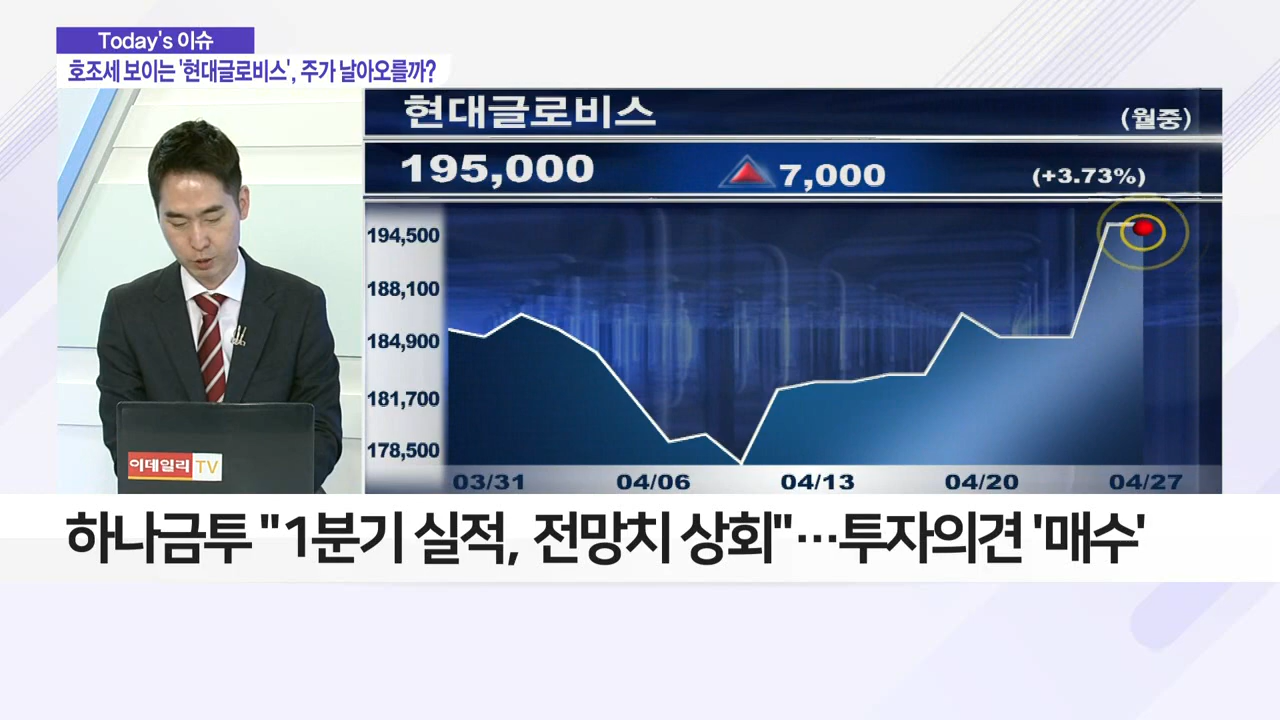 Today's 이슈
호조세 보이는 '현대글로비스', 주가 날아오를까?
현대글로비스
(월중)
195,000 7,000 (+3.73%)
194,500
188,100
184,900
181,700
178,500
03/31 04/06 04/13 04/20 04/27
이데일리 TV
하나금투 "1분기 실적, 전망치 상회"…투자의견 '매수'